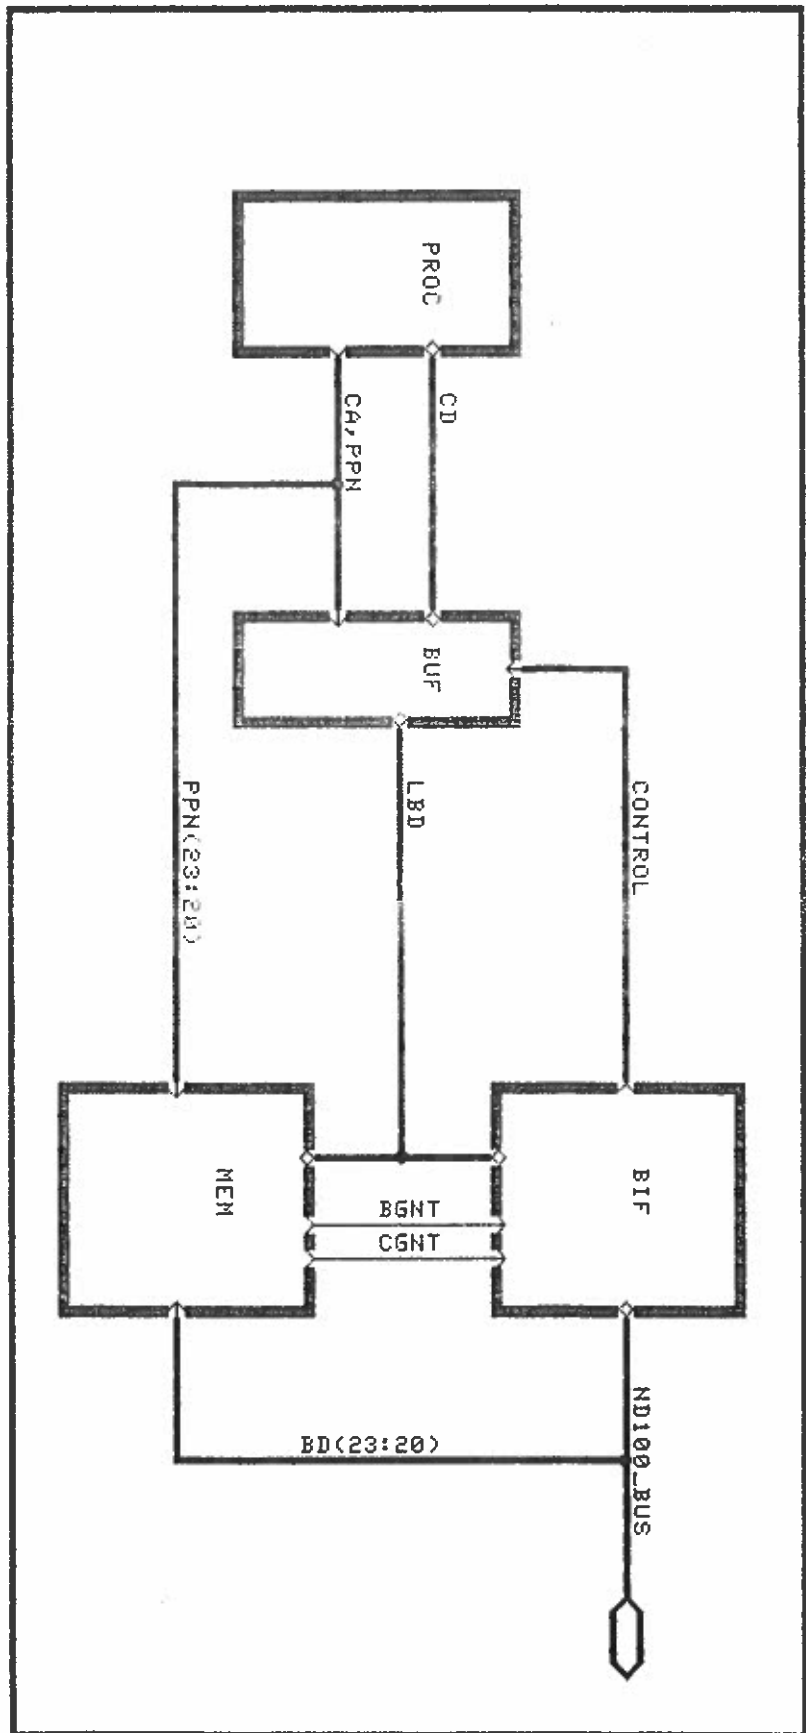 PROC
CD
CA,PPN
BUF
CONTROL
LBD
PPN(23:20)
BIF
MEM
BGNT
CGNT
ND100_BUS
BD(23:20)